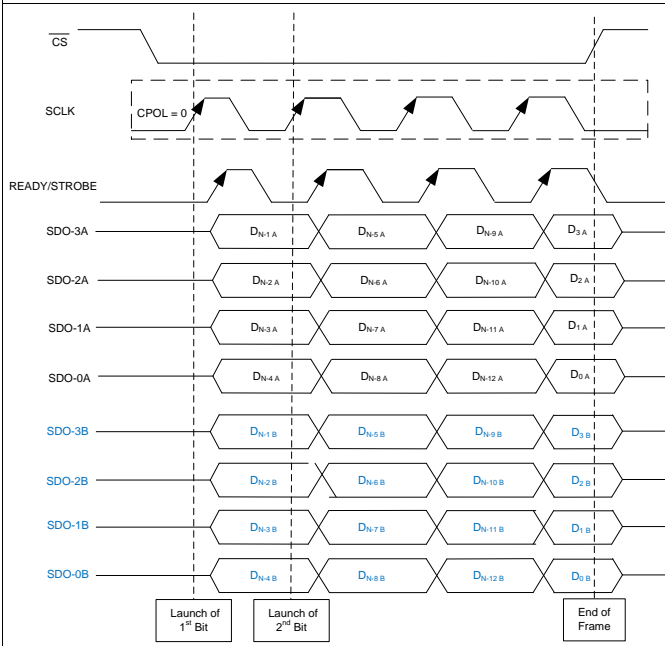 CS
SCLK CPOL = 0
READY/STROBE
SDO-3A DN-1 A DN-5 A DN-9 A D3 A
SDO-2A DN-2 A DN-6 A DN-10 A D2 A
SDO-1A DN-3 A DN-7 A DN-11 A D1 A
SDO-0A DN-4 A DN-8 A DN-12 A D0 A
SDO-3B DN-1 B DN-5 B DN-9 B D3 B
SDO-2B DN-2 B DN-6 B DN-10 B D2 B
SDO-1B DN-3 B DN-7 B DN-11 B D1 B
SDO-0B DN-4 B DN-8 B DN-12 B D0 B
Launch of
1st Bit
Launch of
2nd Bit
End of
Frame